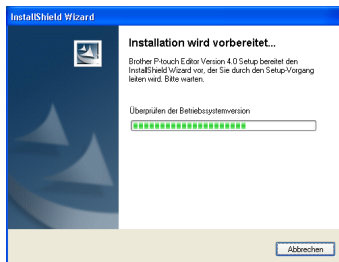 InstallShield Wizard
Installation wird vorbereitet...
Brother P-touch Editor Version 4.0 Setup bereitet den
InstallShield Wizard vor, der Sie durch den Setup-Vorgang
leiten wird. Bitte warten.
Überprüfen der Betriebssystemversion
Abbrechen